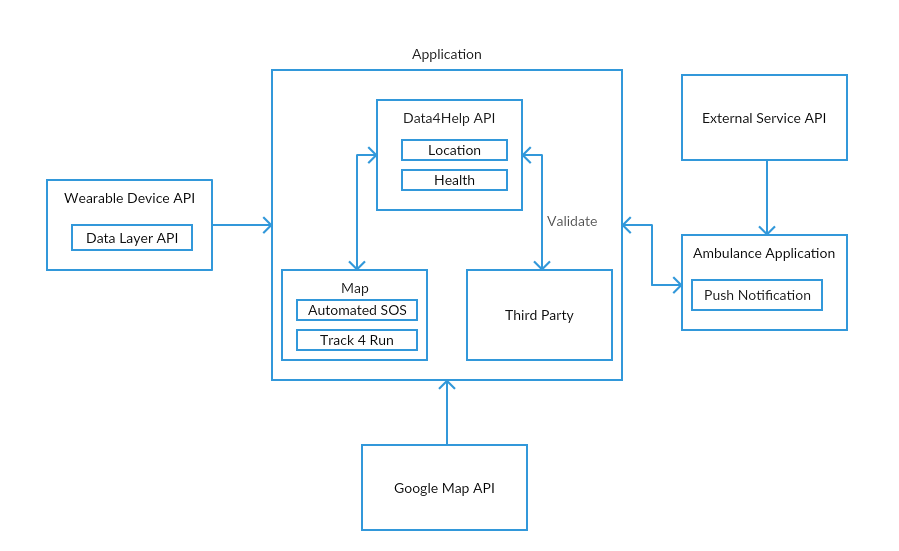 Application
Data4Help API
Location
Health
External Service API
Wearable Device API
Data Layer API
Validate
Ambulance Application
Push Notification
Map
Automated SOS
Track 4 Run
Third Party
Google Map API